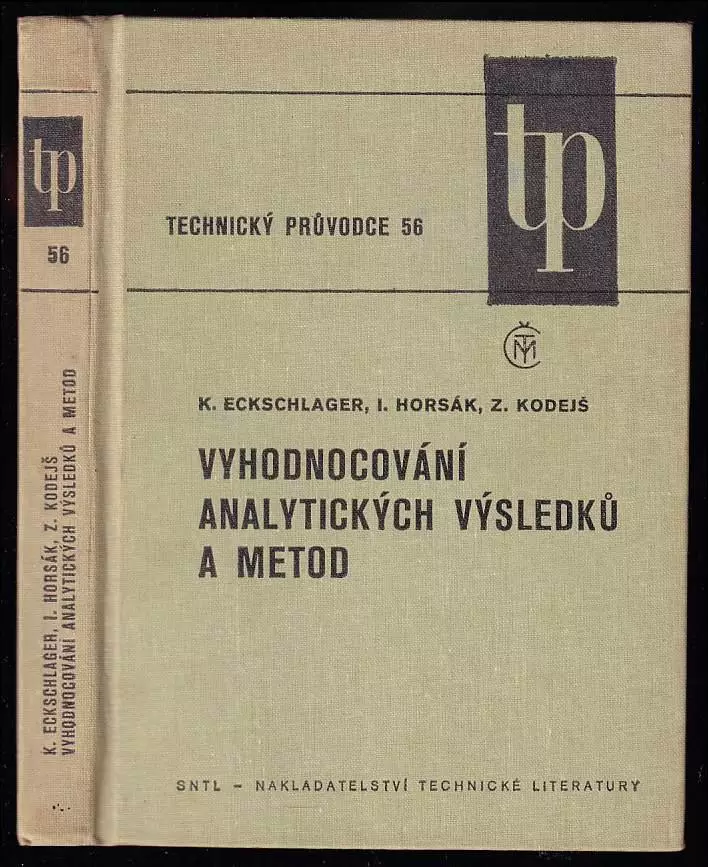 tp
56
K. ECKSCHLAGER, I. HORSÁK, Z. KODEJŠ
VYHODNOCOVÁNÍ ANALYTICKÝCH VÝSLEDKŮ A METOD
tp
TECHNICKÝ PRŮVODCE 56
K. ECKSCHLAGER, I. HORSÁK, Z. KODEJŠ
VYHODNOCOVÁNÍ
ANALYTICKÝCH VÝSLEDKŮ
A METOD
SNTL – NAKLADATELSTVÍ TECHNICKÉ LITERATURY